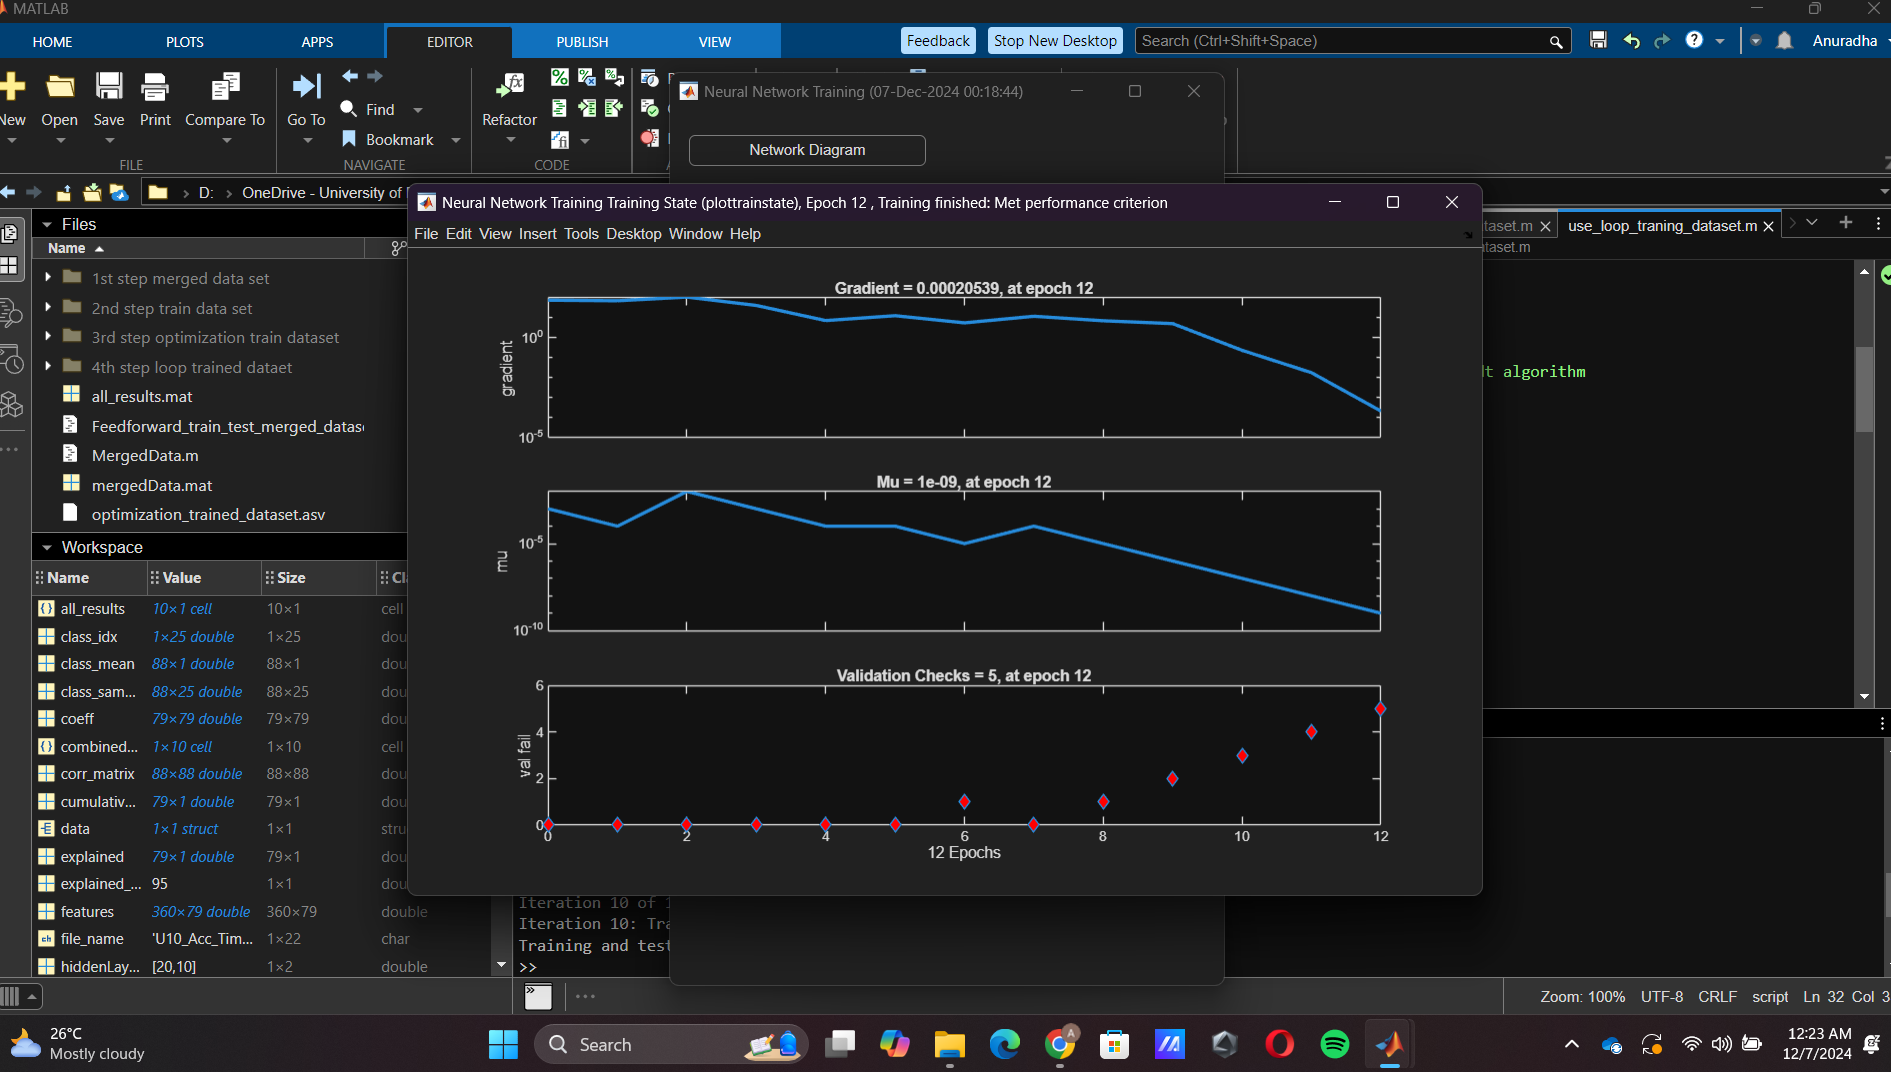 MATLAB
HOME PLOTS APPS EDITOR PUBLISH VIEW Feedback Stop New Desktop Search (Ctrl+Shift+Space) Anuradha
New Open Save Print Compare To Go To Find Bookmark Refactor
FILE NAVIGATE CODE
Neural Network Training (07-Dec-2024 00:18:44)
Network Diagram
D: OneDrive - University of
Neural Network Training Training State (plottrainstate), Epoch 12 , Training finished: Met performance criterion
File Edit View Insert Tools Desktop Window Help
taset.m use_loop_traning_dataset.m
taset.m
Files
Name
1st step merged data set
2nd step train data set
3rd step optimization train dataset
4th step loop trained dataet
all_results.mat
Feedforward_train_test_merged_datas
MergedData.m
mergedData.mat
optimization_trained_dataset.asv
Workspace
Name Value Size Cl
all_results 10×1 cell 10×1 cell
class_idx 1×25 double 1×25 dou
class_mean 88×1 double 88×1 dou
class_sam... 88×25 double 88×25 dou
coeff 79×79 double 79×79 dou
combined... 1×10 cell 1×10 cell
corr_matrix 88×88 double 88×88 dou
cumulativ... 79×1 double 79×1 dou
data 1×1 struct 1×1 stru
explained 79×1 double 79×1 dou
explained_... 95 1×1 dou
features 360×79 double 360×79 double
file_name 'U10_Acc_Tim... 1×22 char
hiddenLay... [20,10] 1×2 double
Gradient = 0.00020539, at epoch 12
gradient
10^0
10^-5
Mu = 1e-09, at epoch 12
mu
10^-5
10^-10
Validation Checks = 5, at epoch 12
val fail
6
4
2
0
0 2 4 6 8 10 12
12 Epochs
lt algorithm
Iteration 10 of 1
Iteration 10: Tra
Training and test
>>
Zoom: 100% UTF-8 CRLF script Ln 32 Col 3
26°C
Mostly cloudy
Search
12:23 AM
12/7/2024